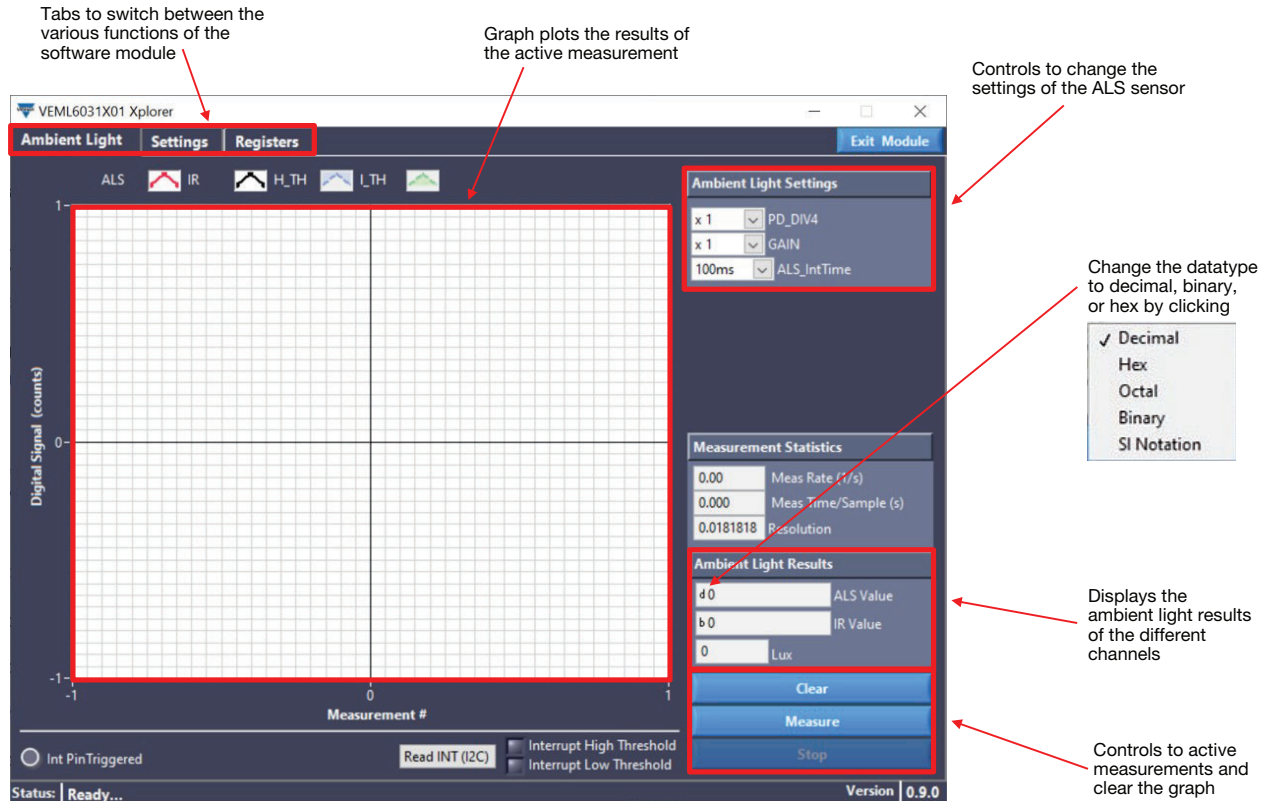 Tabs to switch between the
various functions of the
software module
Graph plots the results of
the active measurement
Controls to change the
settings of the ALS sensor
VEML6031X01 Xplorer
Ambient Light
Settings
Registers
Exit Module
ALS
IR
H_TH
I_TH
Ambient Light Settings
x 1 PD_DIV4
x 1 GAIN
100ms ALS_IntTime
Change the datatype
to decimal, binary,
or hex by clicking
✓ Decimal
Hex
Octal
Binary
SI Notation
1
0
-1
Digital Signal (counts)
-1
0
1
Measurement #
Measurement Statistics
0.00 Meas Rate (1/s)
0.000 Meas Time/Sample (s)
0.0181818 Resolution
Ambient Light Results
d 0 ALS Value
b 0 IR Value
0 Lux
Displays the
ambient light results
of the different
channels
Clear
Measure
Stop
Controls to active
measurements and
clear the graph
Int PinTriggered
Read INT (I2C)
Interrupt High Threshold
Interrupt Low Threshold
Status: Ready...
Version 0.9.0